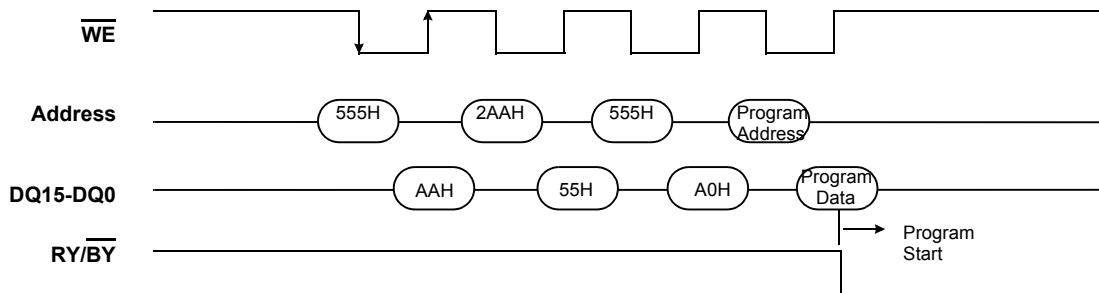 WE
Address
555H
2AAH
555H
Program
Address
DQ15-DQ0
AAH
55H
A0H
Program
Data
RY/BY
Program
Start